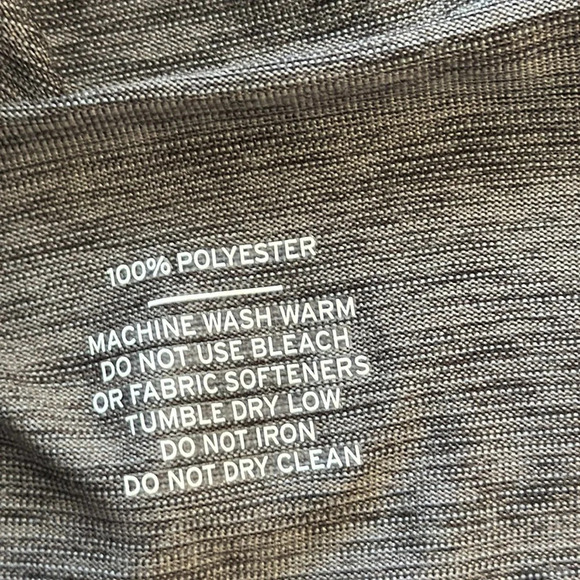 100% POLYESTER
MACHINE WASH WARM
DO NOT USE BLEACH
OR FABRIC SOFTENERS
TUMBLE DRY LOW
DO NOT IRON
DO NOT DRY CLEAN